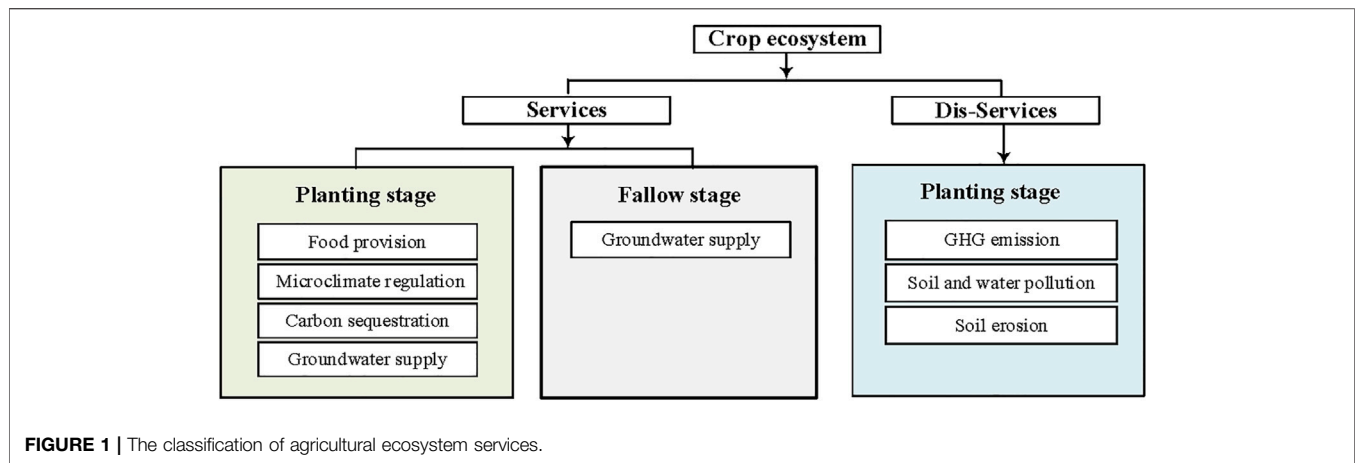 Crop ecosystem
Services
Dis-Services
Planting stage
Food provision
Microclimate regulation
Carbon sequestration
Groundwater supply
Fallow stage
Groundwater supply
Planting stage
GHG emission
Soil and water pollution
Soil erosion
FIGURE 1 | The classification of agricultural ecosystem services.